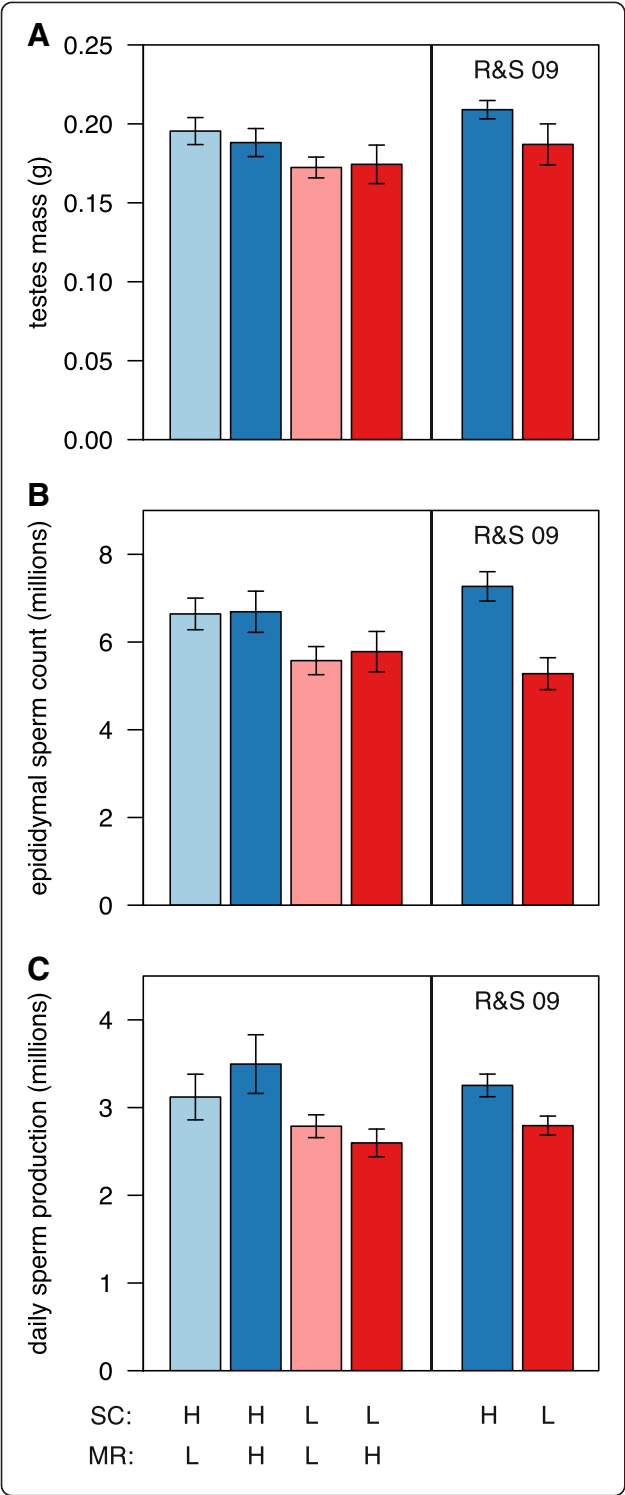 A
R&S 09
testes mass (g)
0.25
0.20
0.15
0.10
0.05
0.00
B
R&S 09
epididymal sperm count (millions)
8
6
4
2
0
C
R&S 09
daily sperm production (millions)
4
3
2
1
0
SC: H H L L H L
MR: L H L H